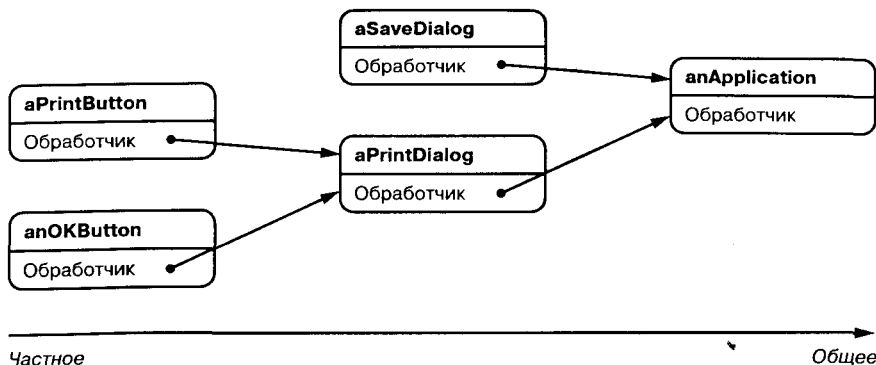 aSaveDialog
Обработчик
anApplication
Обработчик
aPrintButton
Обработчик
aPrintDialog
Обработчик
anOKButton
Обработчик
Частное
Общее